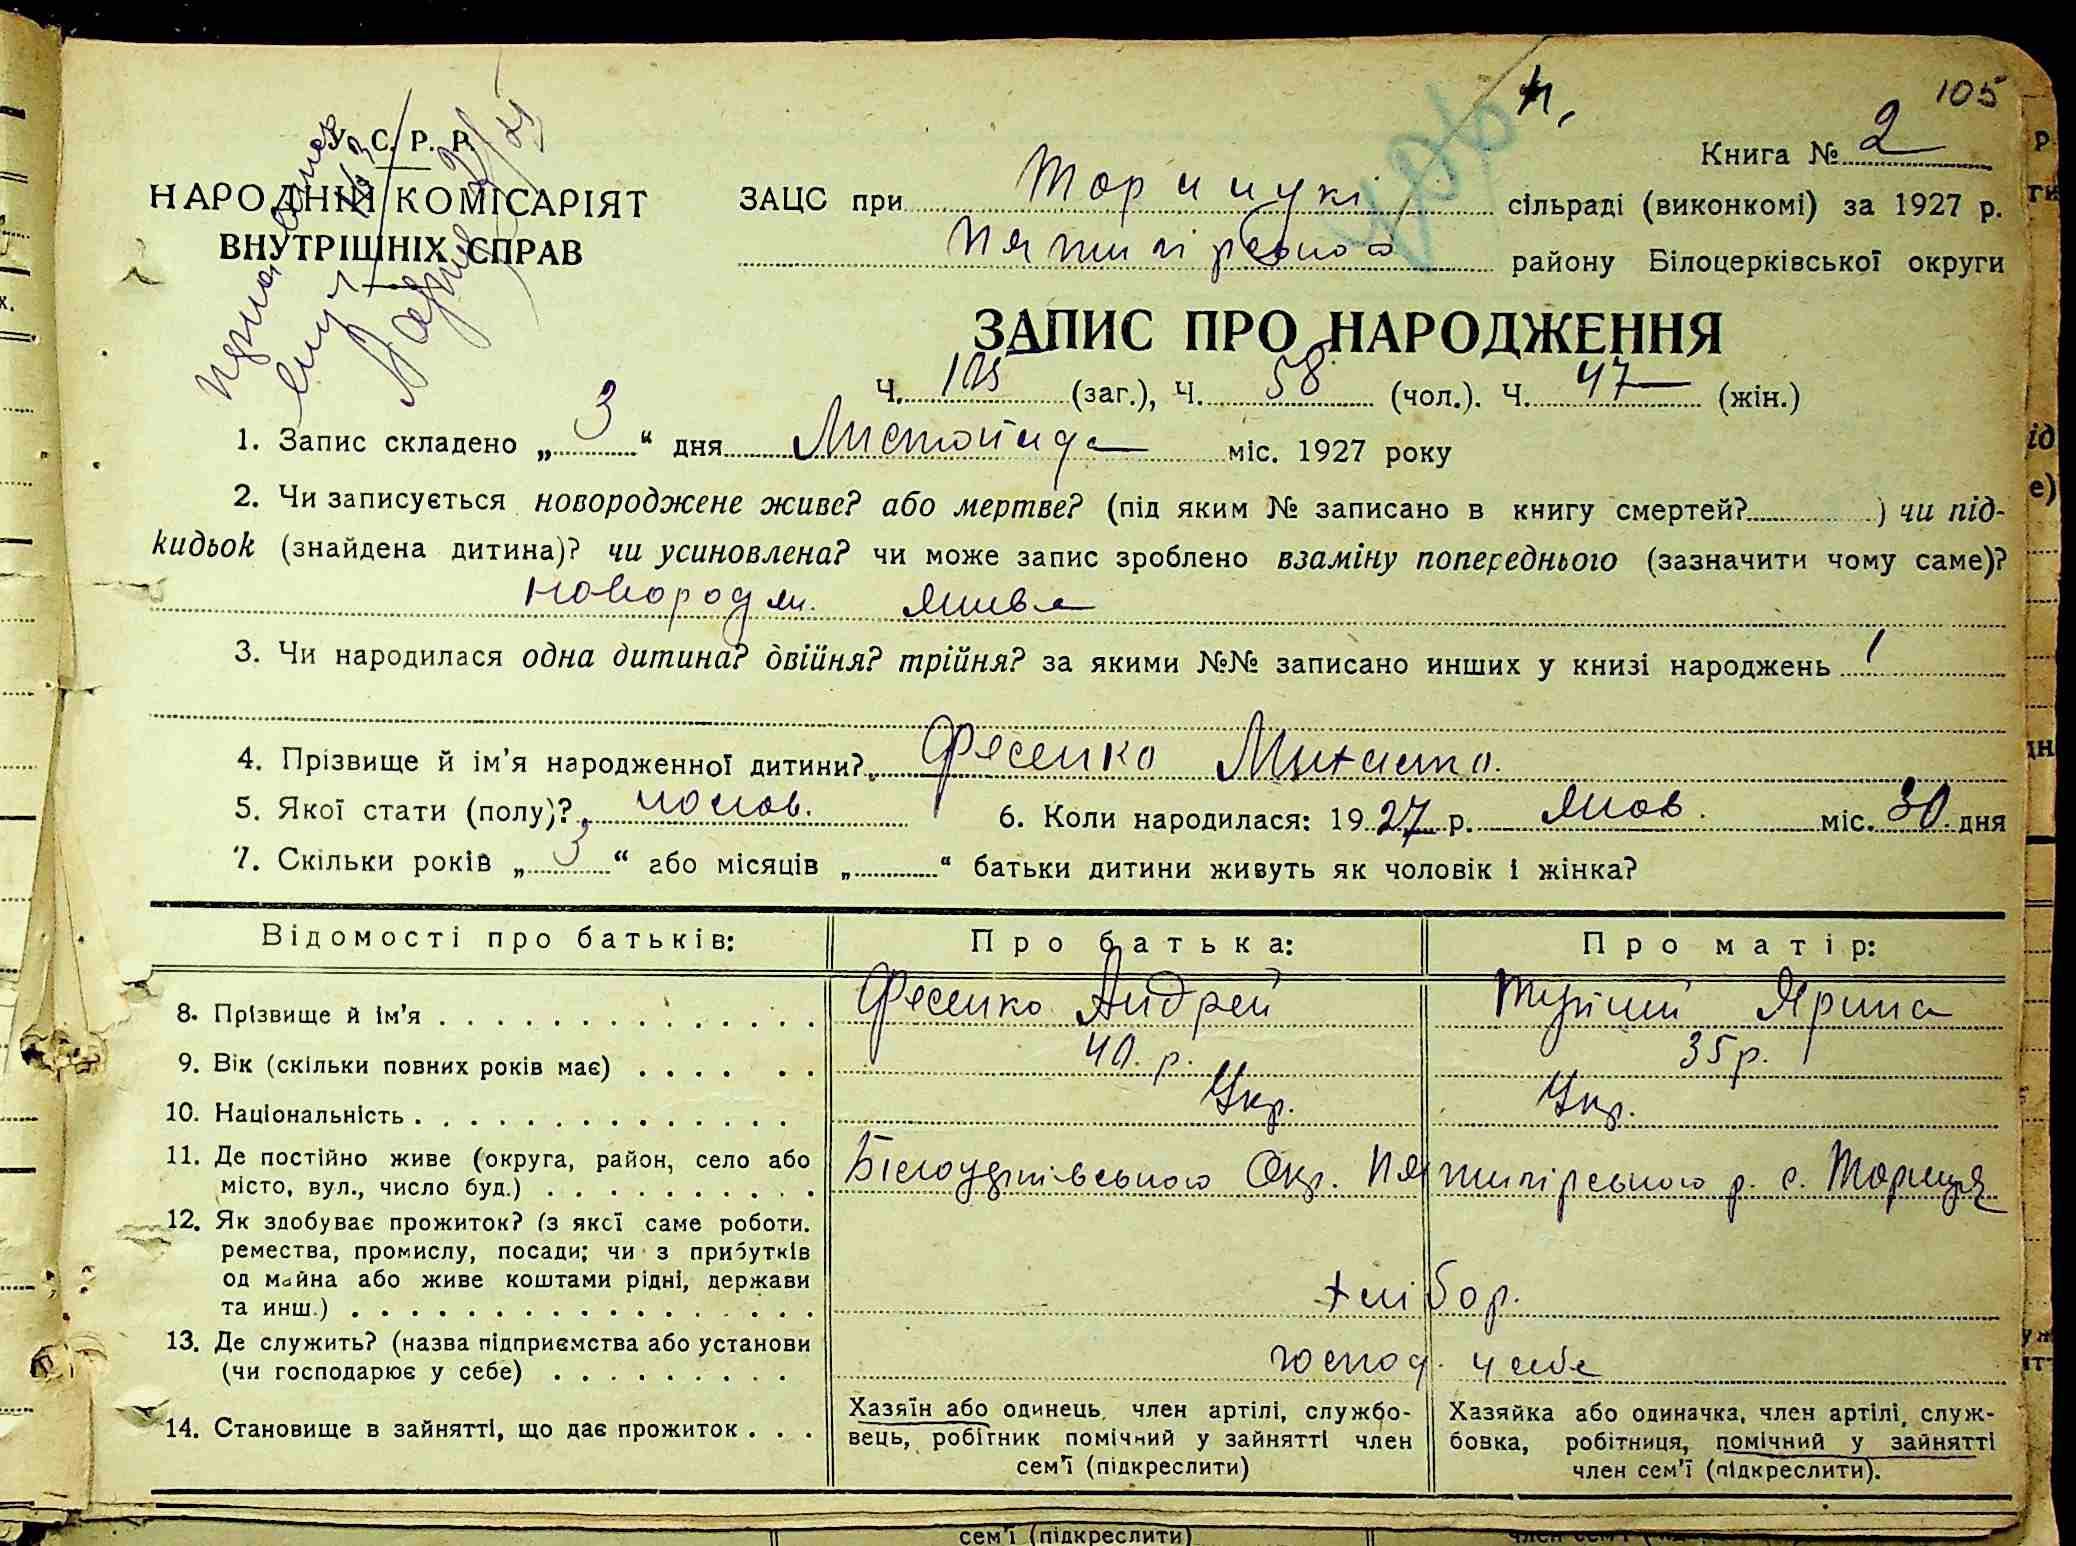 105
У. С. Р. Р.
НАРОДНІЙ КОМІСАРІЯТ
ВНУТРІШНІХ СПРАВ
Книга № 2
ЗАЦС при Торицукі сільраді (виконкомі) за 1927 р.
Пятигірського району Білоцерківської округи
ЗАПИС ПРО НАРОДЖЕННЯ
Ч. 105 (заг.), Ч. 58 (чол.). Ч. 47 (жін.)
1. Запис складено „ 3 “ дня Листопада міс. 1927 року
2. Чи записується новороджене живе? або мертве? (під яким № записано в книгу смертей? ) чи під-
кидьок (знайдена дитина)? чи усиновлена? чи може запис зроблено взаміну попереднього (зазначити чому саме)?
новородж. живе
3. Чи народилася одна дитина? двійня? трійня? за якими №№ записано инших у книзі народжень 1
4. Прізвище й ім’я народженної дитини? Фесенко Михайло.
5. Якої стати (полу)? чолов. 6. Коли народилася: 1927 р. Жов. міс. 30 дня
7. Скільки років „ 3 “ або місяців „ “ батьки дитини живуть як чоловік і жінка?
Відомості про батьків: Про батька: Про матір:
8. Прізвище й ім’я Фесенко Андрей Ярина
9. Вік (скільки повних років має) 40. р. 35 р.
10. Національність Укр. Укр.
11. Де постійно живе (округа, район, село або
місто, вул., число буд.) Білоцерківського Окр. Пятигірського р. с. Ториця
12. Як здобуває прожиток? (з якєї саме роботи.
ремества, промислу, посади; чи з прибутків
од майна або живе коштами рідні, держави
та инш.) хлібор.
13. Де служить? (назва підприємства або установи
(чи господарює у себе) господ. у себе
14. Становище в зайнятті, що дає прожиток
Хазяїн або одинець, член артілі, службо-
вець, робітник помічний у зайнятті член
сем’ї (підкреслити)
Хазяйка або одиначка, член артілі, служ-
бовка, робітниця, помічний у зайнятті
член сем’ї (підкреслити).
сем’ї (підкреслити)